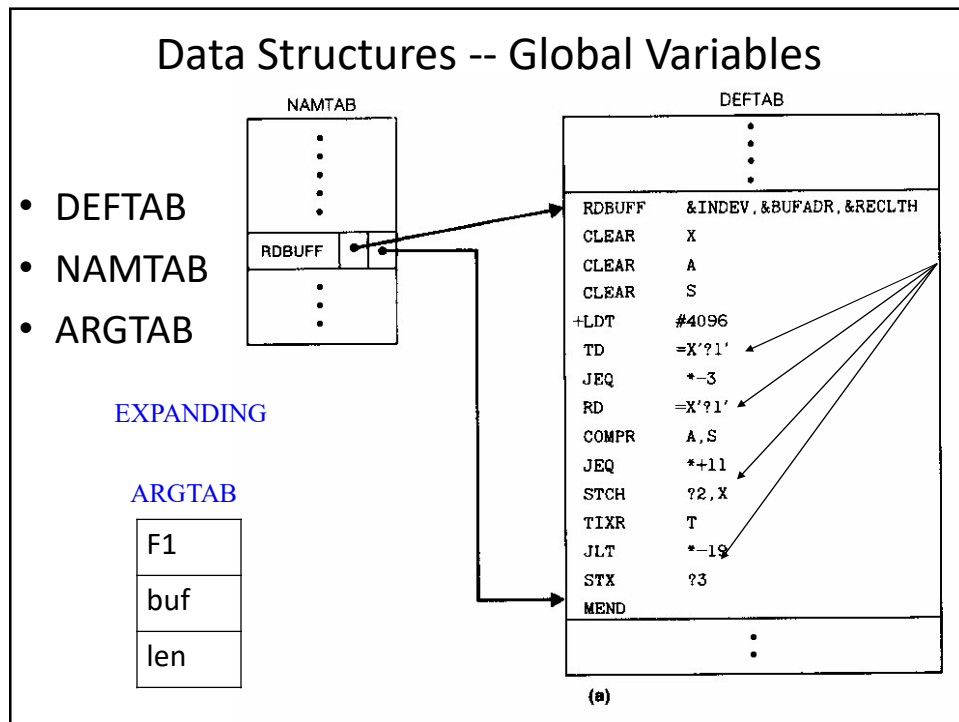 Data Structures -- Global Variables
• DEFTAB
• NAMTAB
• ARGTAB
EXPANDING
ARGTAB
F1
buf
len
NAMTAB
RDBUFF
DEFTAB
RDBUFF &INDEV,&BUFADR,&RECLTH
CLEAR X
CLEAR A
CLEAR S
+LDT #4096
TD =X'?1'
JEQ *-3
RD =X'?1'
COMPR A,S
JEQ *+11
STCH ?2,X
TIXR T
JLT *-19
STX ?3
MEND
(a)